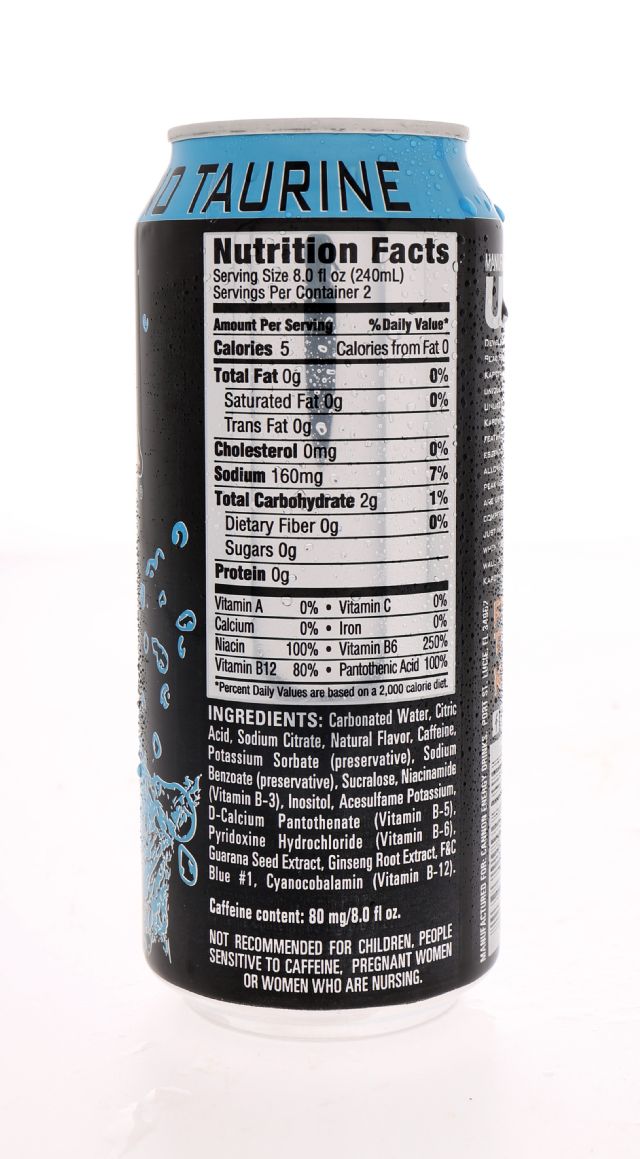 TAURINE
Nutrition Facts
Serving Size 8.0 fl oz (240mL)
Servings Per Container 2
Amount Per Serving %Daily Value*
Calories 5 Calories from Fat 0
Total Fat 0g 0%
Saturated Fat 0g 0%
Trans Fat 0g
Cholesterol 0mg 0%
Sodium 160mg 7%
Total Carbohydrate 2g 1%
Dietary Fiber 0g 0%
Sugars 0g
Protein 0g
Vitamin A 0% • Vitamin C 0%
Calcium 0% • Iron 0%
Niacin 100% • Vitamin B6 250%
Vitamin B12 80% • Pantothenic Acid 100%
*Percent Daily Values are based on a 2,000 calorie diet.
INGREDIENTS: Carbonated Water, Citric
Acid, Sodium Citrate, Natural Flavor, Caffeine,
Potassium Sorbate (preservative), Sodium
Benzoate (preservative), Sucralose, Niacinamide
(Vitamin B-3), Inositol, Acesulfame Potassium,
D-Calcium Pantothenate (Vitamin B-5),
Pyridoxine Hydrochloride (Vitamin B-6),
Guarana Seed Extract, Ginseng Root Extract, F&C
Blue #1, Cyanocobalamin (Vitamin B-12).
Caffeine content: 80 mg/8.0 fl oz.
NOT RECOMMENDED FOR CHILDREN, PEOPLE
SENSITIVE TO CAFFEINE, PREGNANT WOMEN
OR WOMEN WHO ARE NURSING.
MANUFACTURED FOR: CANNON ENERGY DRINKS, PORT ST. LUCIE, FL 34987